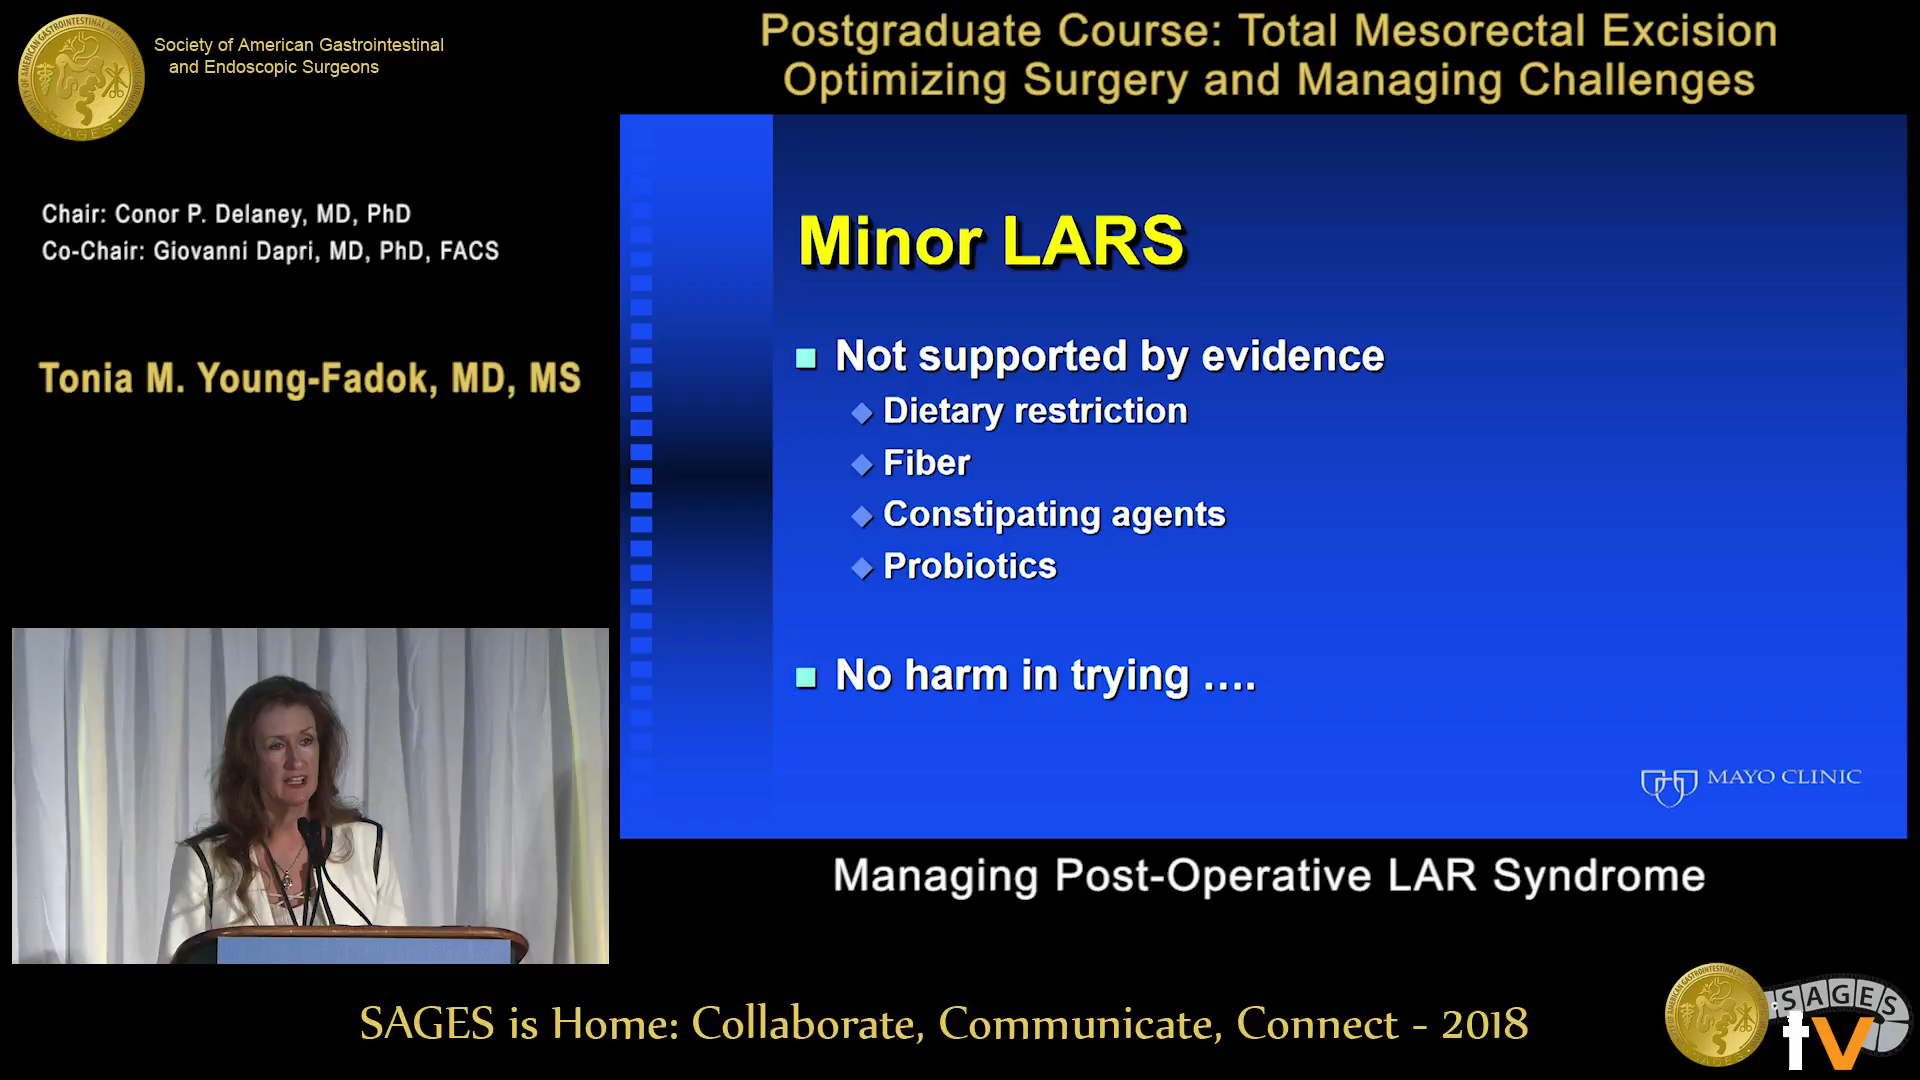 Society of American Gastrointestinal
and Endoscopic Surgeons
Postgraduate Course: Total Mesorectal Excision
Optimizing Surgery and Managing Challenges
Chair: Conor P. Delaney, MD, PhD
Co-Chair: Giovanni Dapri, MD, PhD, FACS
Tonia M. Young-Fadok, MD, MS
Minor LARS
Not supported by evidence
Dietary restriction
Fiber
Constipating agents
Probiotics
No harm in trying ....
MAYO CLINIC
Managing Post-Operative LAR Syndrome
SAGES is Home: Collaborate, Communicate, Connect - 2018
SAGES
tv